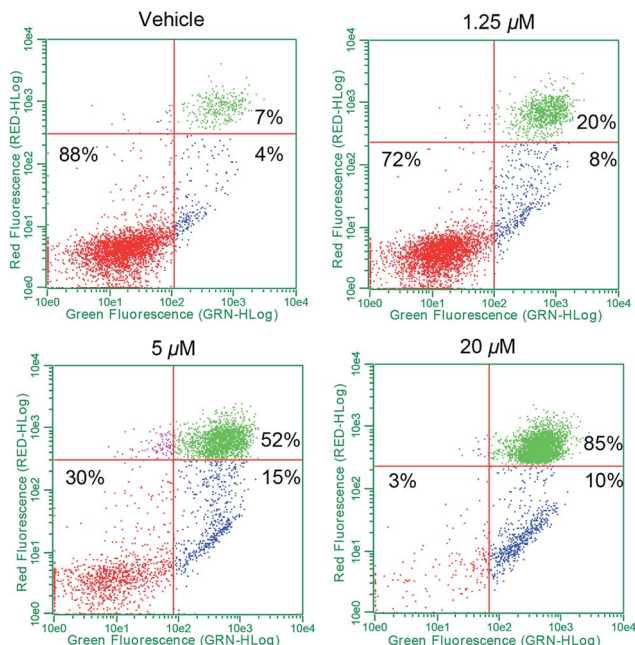 Vehicle
Red Fluorescence (RED-HLog)
10e4
10e3
10e2
10e1
10e0
7%
88%
4%
10e0 10e1 10e2 10e3 10e4
Green Fluorescence (GRN-HLog)
1.25 µM
Red Fluorescence (RED-HLog)
10e4
10e3
10e2
10e1
10e0
20%
72%
8%
10e0 10e1 10e2 10e3 10e4
Green Fluorescence (GRN-HLog)
5 µM
Red Fluorescence (RED-HLog)
10e4
10e3
10e2
10e1
10e0
52%
30%
15%
10e0 10e1 10e2 10e3 10e4
Green Fluorescence (GRN-HLog)
20 µM
Red Fluorescence (RED-HLog)
10e4
10e3
10e2
10e1
10e0
85%
3%
10%
10e0 10e1 10e2 10e3 10e4
Green Fluorescence (GRN-HLog)